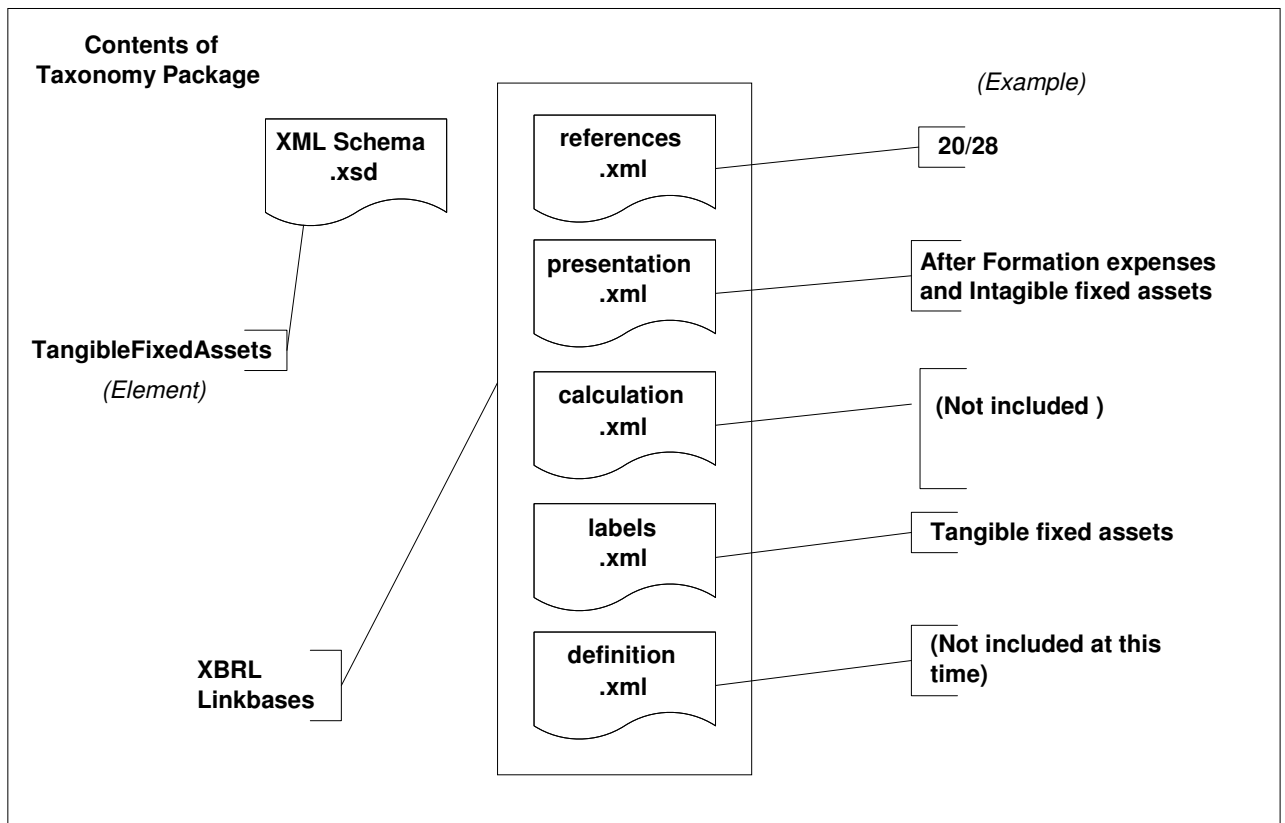 Contents of
Taxonomy Package
(Example)
XML Schema
.xsd
references
.xml
20/28
presentation
.xml
After Formation expenses
and Intagible fixed assets
TangibleFixedAssets
(Element)
calculation
.xml
(Not included )
labels
.xml
Tangible fixed assets
XBRL
Linkbases
definition
.xml
(Not included at this
time)